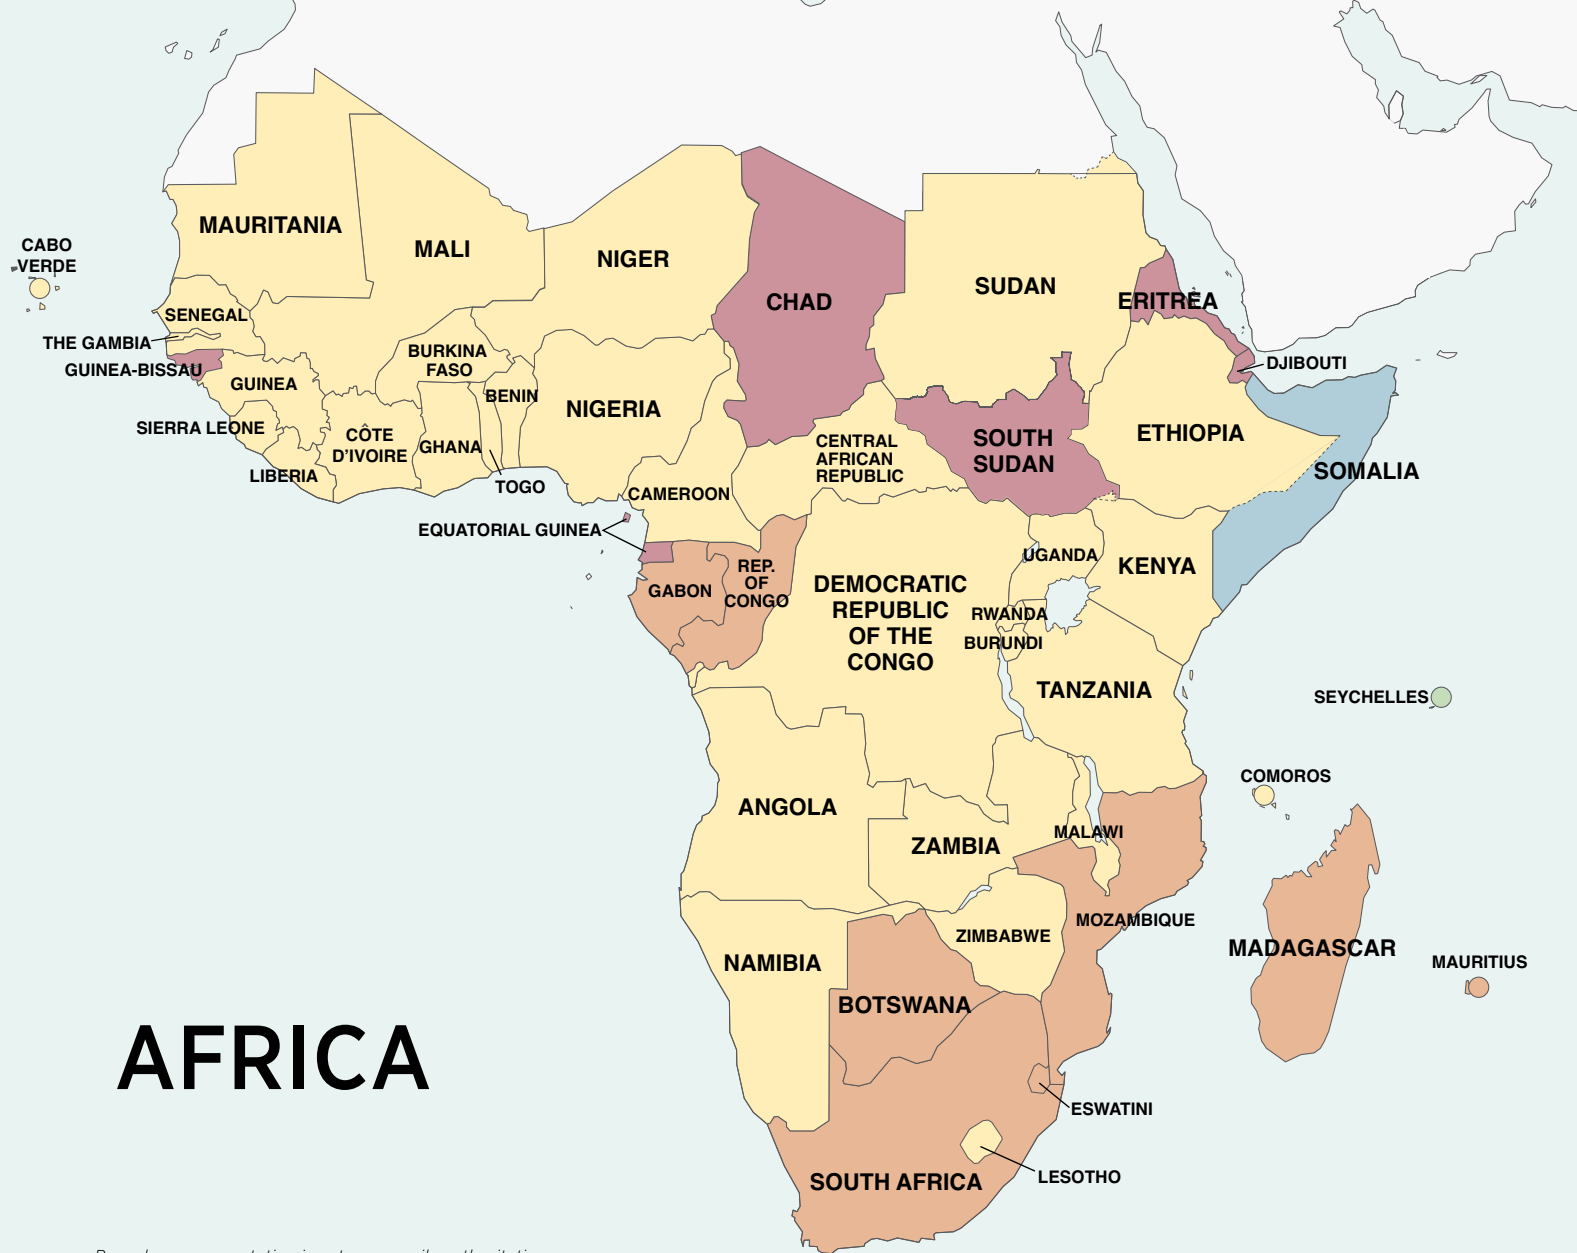 MAURITANIA
MALI
NIGER
CHAD
SUDAN
ERITREA
CABO
VERDE
SENEGAL
THE GAMBIA
GUINEA-BISSAU
GUINEA
BURKINA
FASO
BENIN
NIGERIA
DJIBOUTI
SIERRA LEONE
CÔTE
D'IVOIRE
GHANA
LIBERIA
TOGO
CENTRAL
AFRICAN
REPUBLIC
SOUTH
SUDAN
ETHIOPIA
SOMALIA
CAMEROON
EQUATORIAL GUINEA
GABON
REP.
OF
CONGO
DEMOCRATIC
REPUBLIC
OF THE
CONGO
UGANDA
KENYA
RWANDA
BURUNDI
TANZANIA
SEYCHELLES
COMOROS
ANGOLA
ZAMBIA
MALAWI
MOZAMBIQUE
ZIMBABWE
MADAGASCAR
MAURITIUS
NAMIBIA
BOTSWANA
AFRICA
ESWATINI
LESOTHO
SOUTH AFRICA